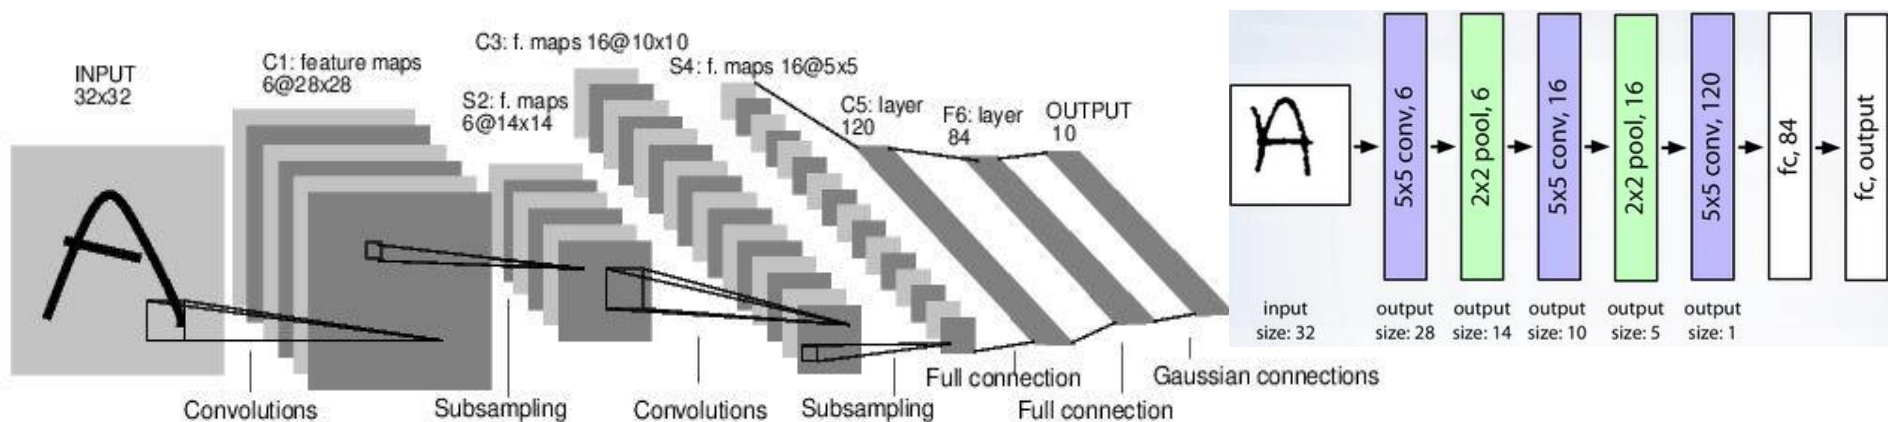 INPUT
32x32
C1: feature maps
6@28x28
C3: f. maps 16@10x10
S2: f. maps
6@14x14
S4: f. maps 16@5x5
C5: layer
120
F6: layer
84
OUTPUT
10
Convolutions
Subsampling
Convolutions
Subsampling
Full connection
Full connection
Gaussian connections
A
5x5 conv, 6
2x2 pool, 6
5x5 conv, 16
2x2 pool, 16
5x5 conv, 120
fc, 84
fc, output
input
size: 32
output
size: 28
output
size: 14
output
size: 10
output
size: 5
output
size: 1
A